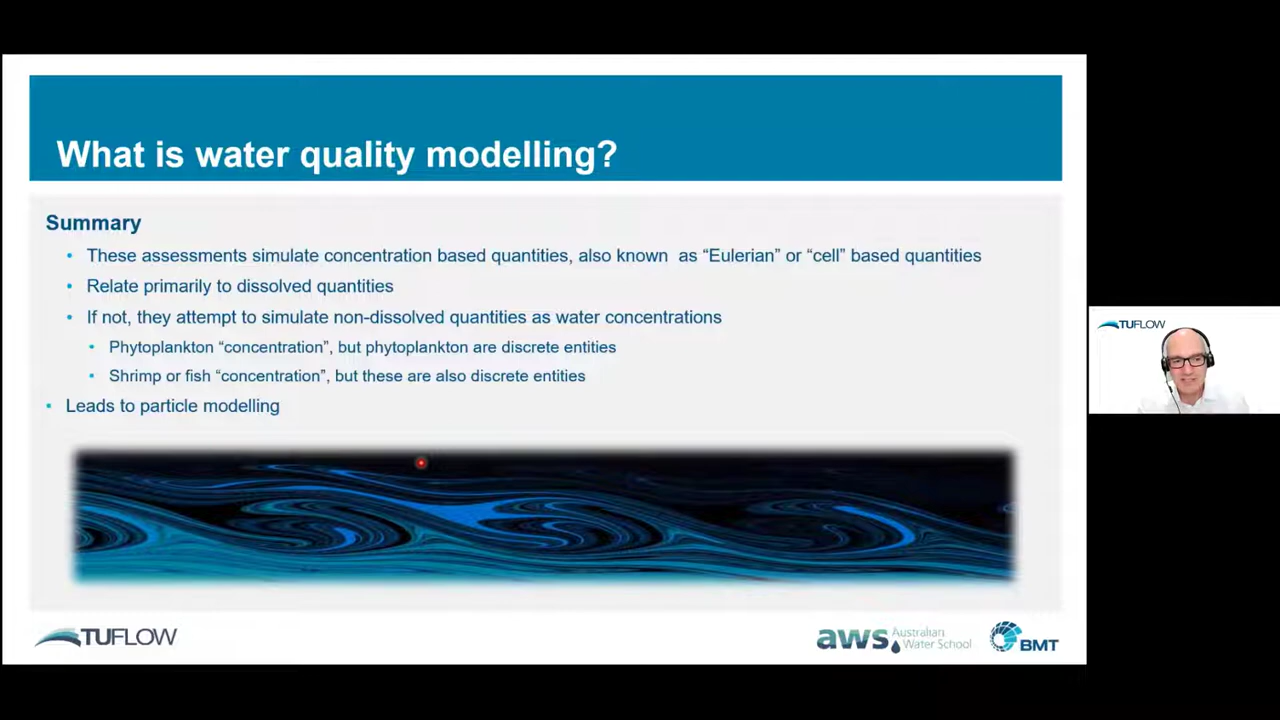 What is water quality modelling?
Summary
• These assessments simulate concentration based quantities, also known  as “Eulerian” or “cell” based quantities
• Relate primarily to dissolved quantities
• If not, they attempt to simulate non-dissolved quantities as water concentrations
• Phytoplankton “concentration”, but phytoplankton are discrete entities
• Shrimp or fish “concentration”, but these are also discrete entities
• Leads to particle modelling
TUFLOW
TUFLOW
aws Australian
Water School
BMT